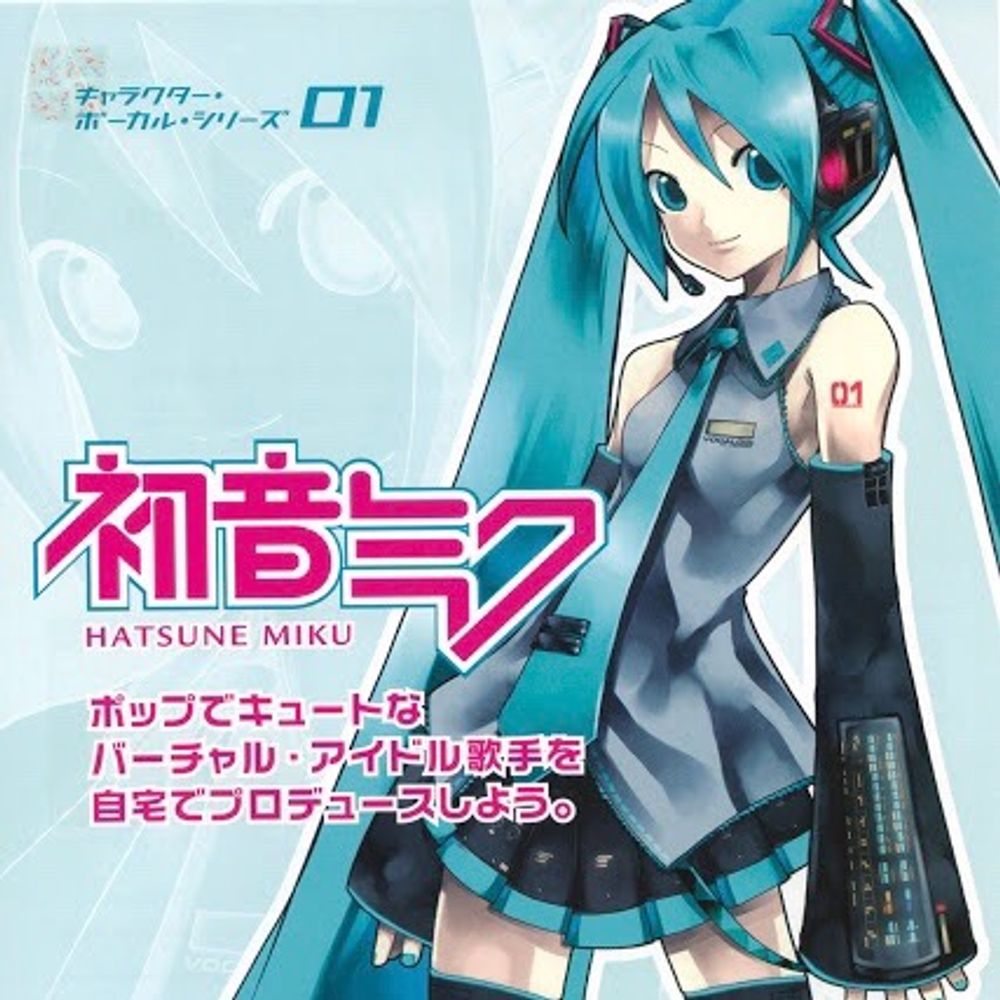 キャラクター・
ボーカル・シリーズ 01
01
初音ミク
HATSUNE MIKU
ポップでキュートな
バーチャル・アイドル歌手を
自宅でプロデュースしよう。